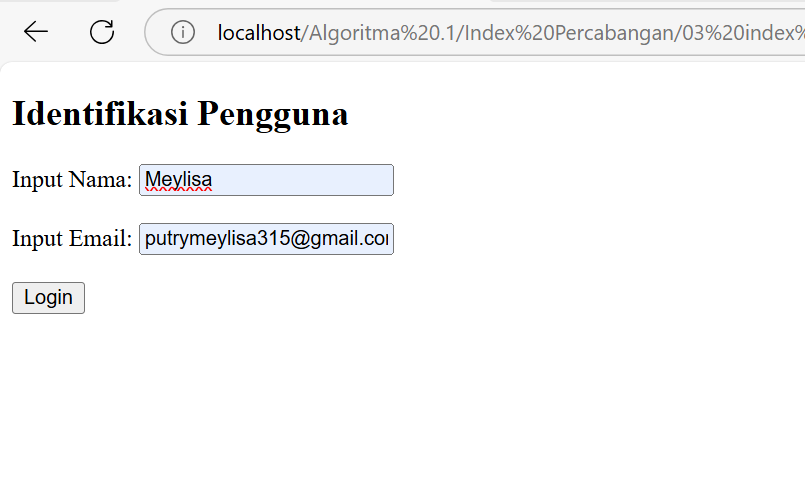 localhost/Algoritma%20.1/Index%20Percabangan/03%20index%
Identifikasi Pengguna
Input Nama: Meylisa
Input Email: putrymeylisa315@gmail.co
Login